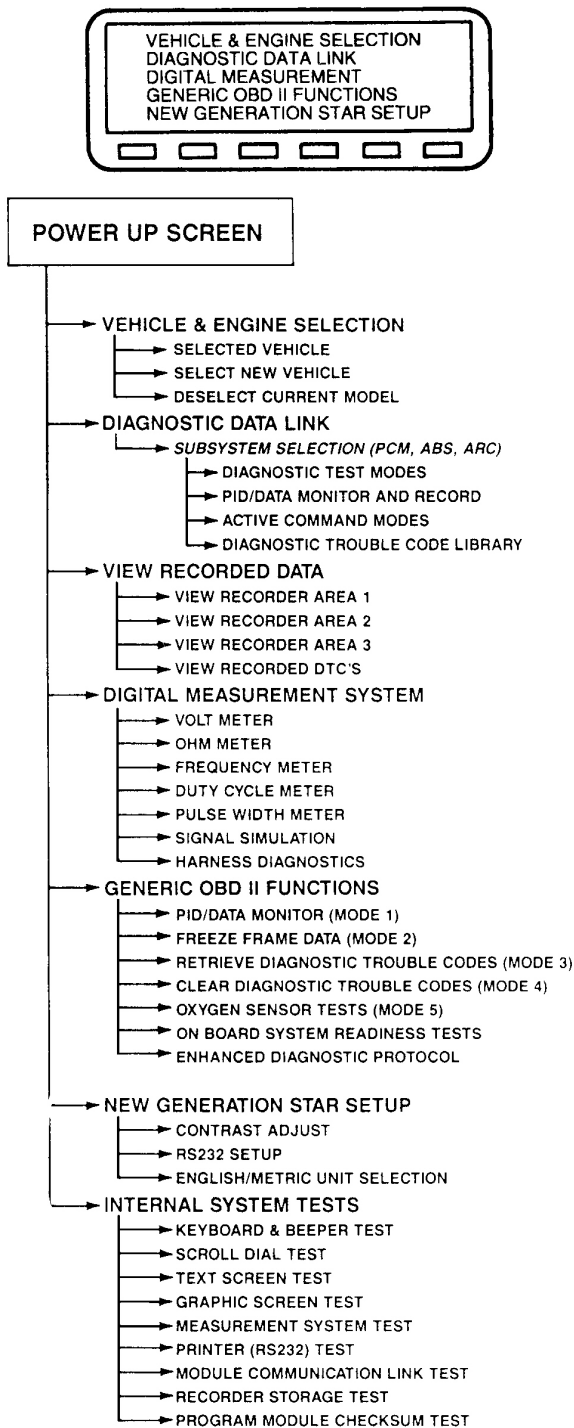 VEHICLE & ENGINE SELECTION
DIAGNOSTIC DATA LINK
DIGITAL MEASUREMENT
GENERIC OBD II FUNCTIONS
NEW GENERATION STAR SETUP
POWER UP SCREEN
VEHICLE & ENGINE SELECTION
SELECTED VEHICLE
SELECT NEW VEHICLE
DESELECT CURRENT MODEL
DIAGNOSTIC DATA LINK
SUBSYSTEM SELECTION (PCM, ABS, ARC)
DIAGNOSTIC TEST MODES
PID/DATA MONITOR AND RECORD
ACTIVE COMMAND MODES
DIAGNOSTIC TROUBLE CODE LIBRARY
VIEW RECORDED DATA
VIEW RECORDER AREA 1
VIEW RECORDER AREA 2
VIEW RECORDER AREA 3
VIEW RECORDED DTC'S
DIGITAL MEASUREMENT SYSTEM
VOLT METER
OHM METER
FREQUENCY METER
DUTY CYCLE METER
PULSE WIDTH METER
SIGNAL SIMULATION
HARNESS DIAGNOSTICS
GENERIC OBD II FUNCTIONS
PID/DATA MONITOR (MODE 1)
FREEZE FRAME DATA (MODE 2)
RETRIEVE DIAGNOSTIC TROUBLE CODES (MODE 3)
CLEAR DIAGNOSTIC TROUBLE CODES (MODE 4)
OXYGEN SENSOR TESTS (MODE 5)
ON BOARD SYSTEM READINESS TESTS
ENHANCED DIAGNOSTIC PROTOCOL
NEW GENERATION STAR SETUP
CONTRAST ADJUST
RS232 SETUP
ENGLISH/METRIC UNIT SELECTION
INTERNAL SYSTEM TESTS
KEYBOARD & BEEPER TEST
SCROLL DIAL TEST
TEXT SCREEN TEST
GRAPHIC SCREEN TEST
MEASUREMENT SYSTEM TEST
PRINTER (RS232) TEST
MODULE COMMUNICATION LINK TEST
RECORDER STORAGE TEST
PROGRAM MODULE CHECKSUM TEST